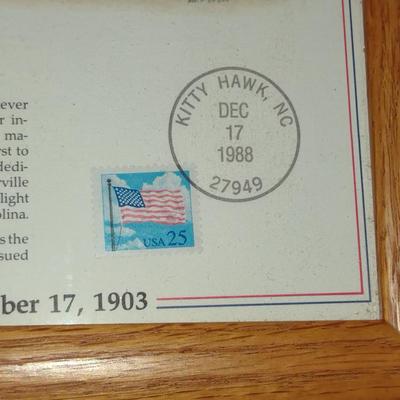 ever
r in-
ma-
rst to
dedi-
rville
light
olina.
s the
sued
KITTY HAWK, NC
DEC
17
1988
27949
USA 25
ber 17, 1903